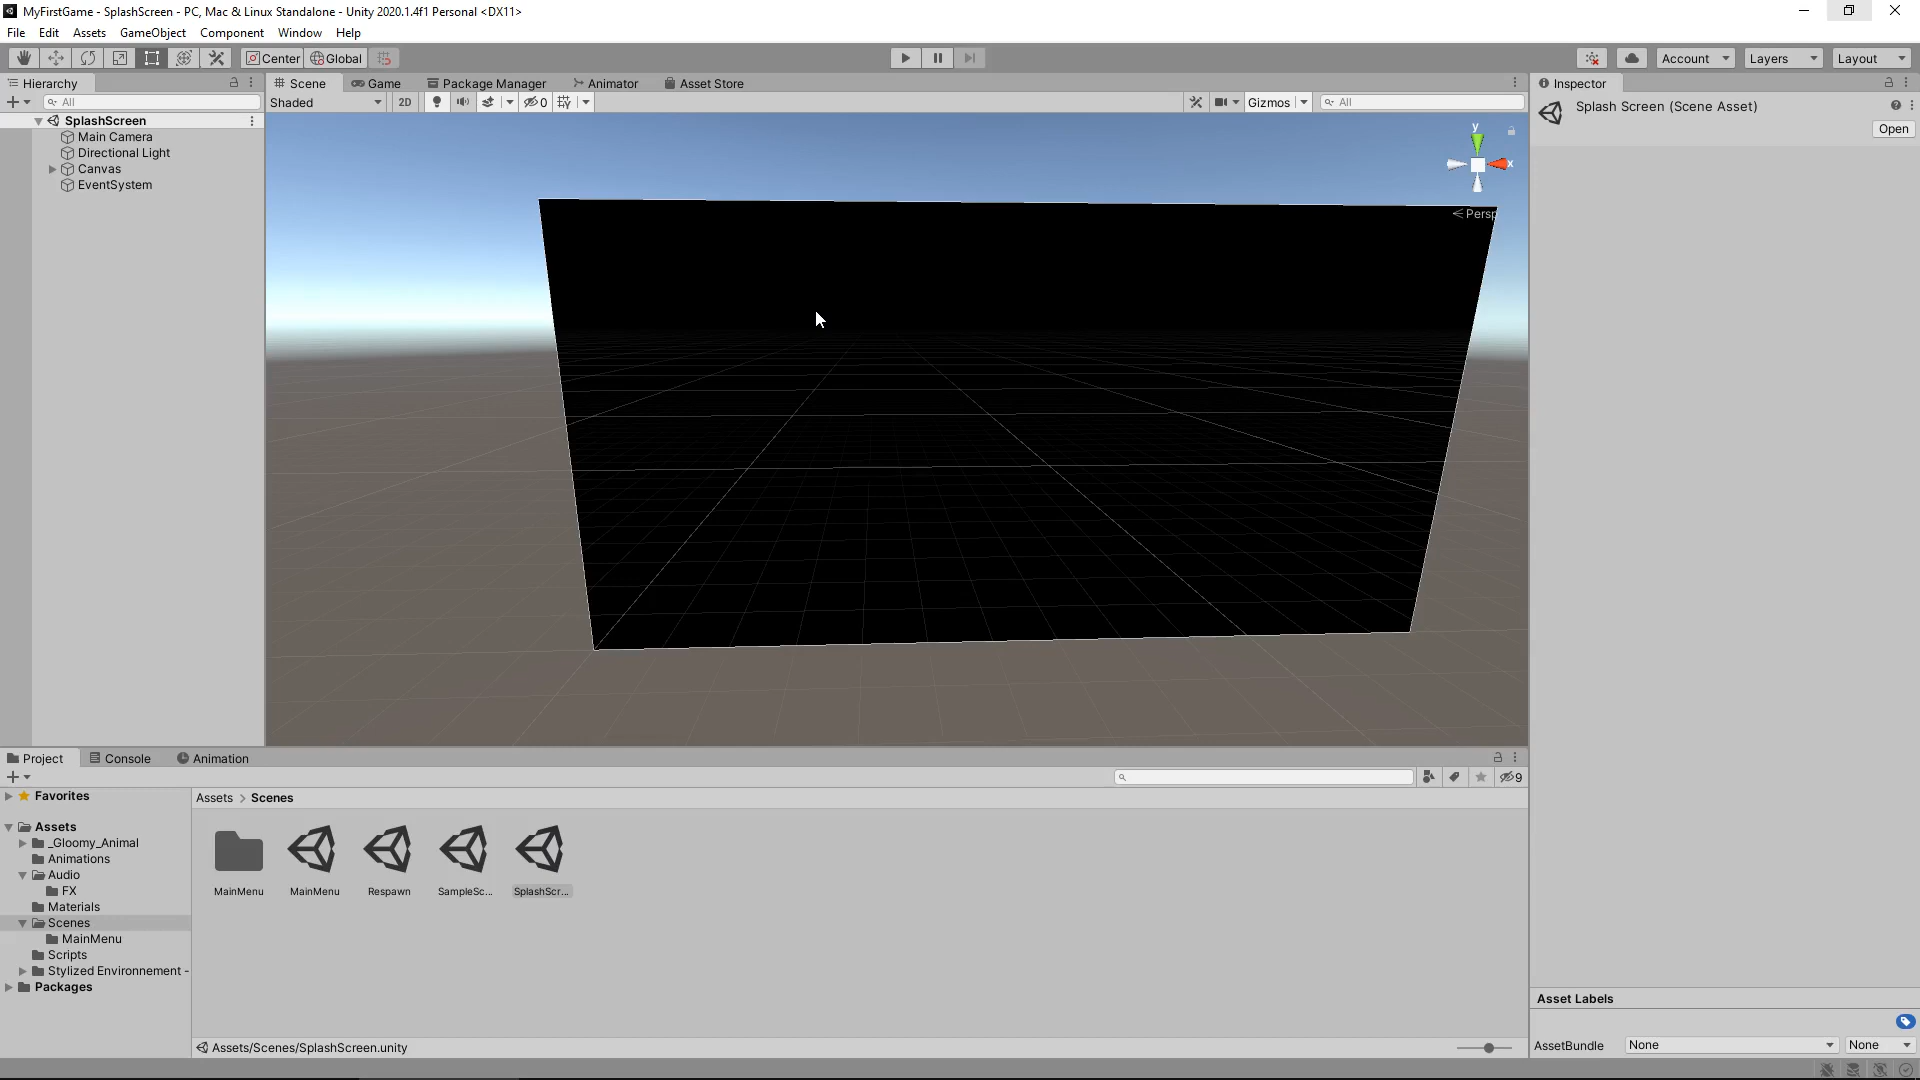 MyFirstGame - SplashScreen - PC, Mac & Linux Standalone - Unity 2020.1.4f1 Personal <DX11>
File Edit Assets GameObject Component Window Help
Center Global Account Layers Layout
Hierarchy Scene Game Package Manager Animator Asset Store Inspector
All Shaded 2D 0 Gizmos All
Splash Screen (Scene Asset)
Open
SplashScreen
Main Camera
Directional Light
Canvas
EventSystem
y
x
Persp
Project Console Animation
9
Favorites
Assets > Scenes
Assets
_Gloomy_Animal
Animations
Audio
FX
Materials
Scenes
MainMenu
Scripts
Stylized Environnement -
Packages
MainMenu MainMenu Respawn SampleSc... SplashScr...
Assets/Scenes/SplashScreen.unity
Asset Labels
AssetBundle None None